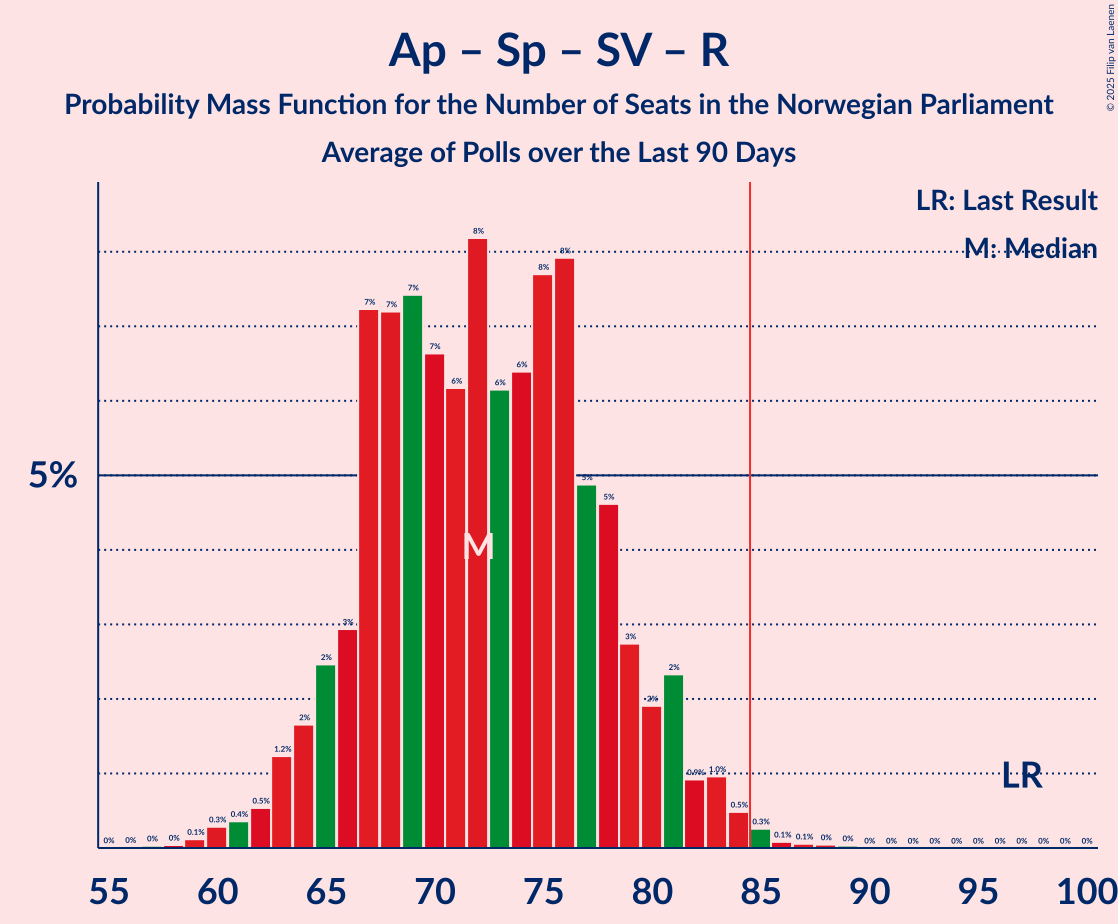 Ap – Sp – SV – R
Probability Mass Function for the Number of Seats in the Norwegian Parliament
Average of Polls over the Last 90 Days
© 2025 Filip van Laenen
LR: Last Result
M: Median
5%
0% 0% 0% 0% 0.1% 0.3% 0.4% 0.5% 1.2% 2% 2% 3% 7% 7% 7% 7% 6% 8% 6% 6% 8% 8% 5% 5% 3% 2% 2% 0.9% 1.0% 0.5% 0.3% 0.1% 0.1% 0% 0% 0% 0% 0% 0% 0% 0% 0% 0% 0% 0% 0%
M
LR
55 60 65 70 75 80 85 90 95 100